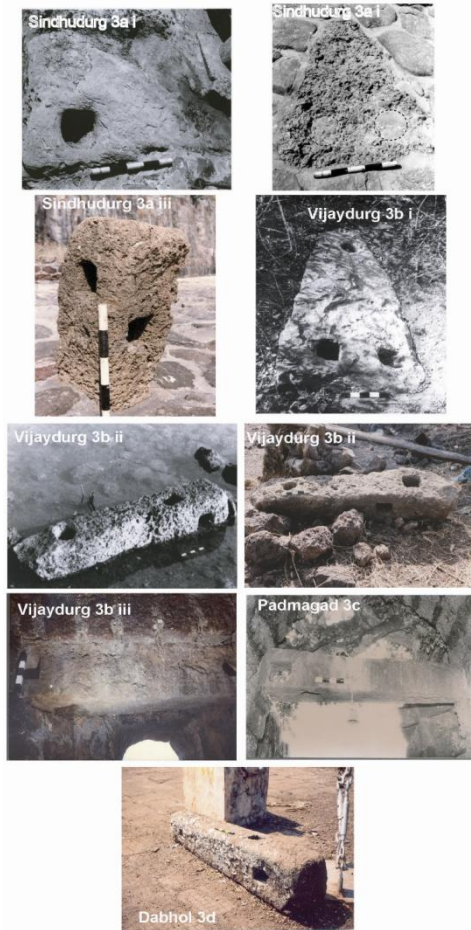 Sindhudurg 3a i
Sindhudurg 3a i
Sindhudurg 3a iii
Vijaydurg 3b i
Vijaydurg 3b ii
Vijaydurg 3b ii
Vijaydurg 3b iii
Padmagad 3c
Dabhol 3d